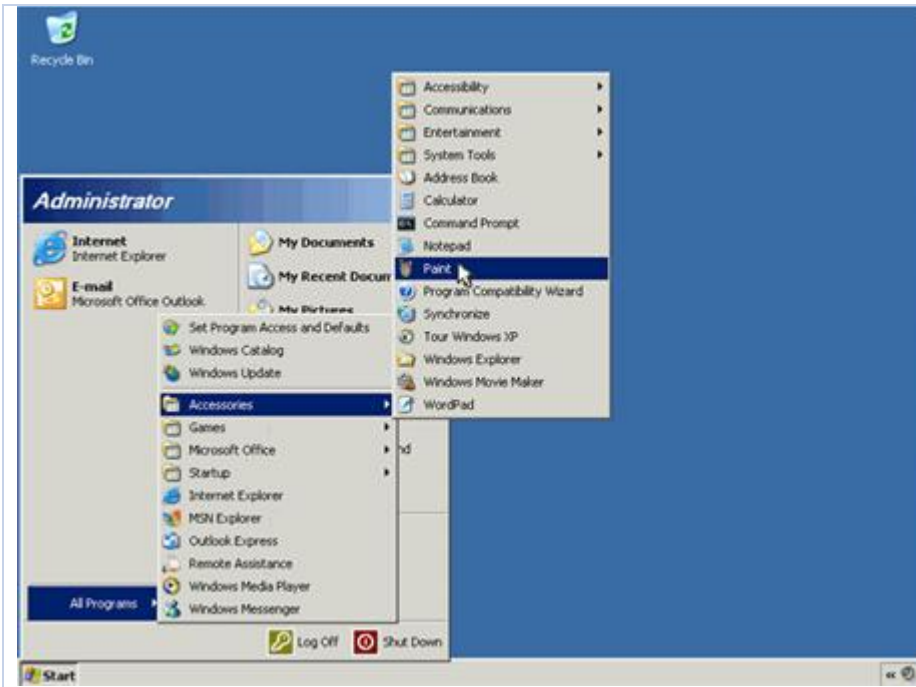 Recycle Bin
Accessibility
Communications
Entertainment
System Tools
Address Book
Calculator
Command Prompt
Notepad
Paint
Program Compatibility Wizard
Synchronize
Tour Windows XP
Windows Explorer
Windows Movie Maker
WordPad
Administrator
Internet
Internet Explorer
E-mail
Microsoft Office Outlook
My Documents
My Recent Docum
My Pictures
Set Program Access and Defaults
Windows Catalog
Windows Update
Accessories
Games
Microsoft Office
Startup
Internet Explorer
MSN Explorer
Outlook Express
Remote Assistance
Windows Media Player
Windows Messenger
All Programs
Log Off
Shut Down
Start